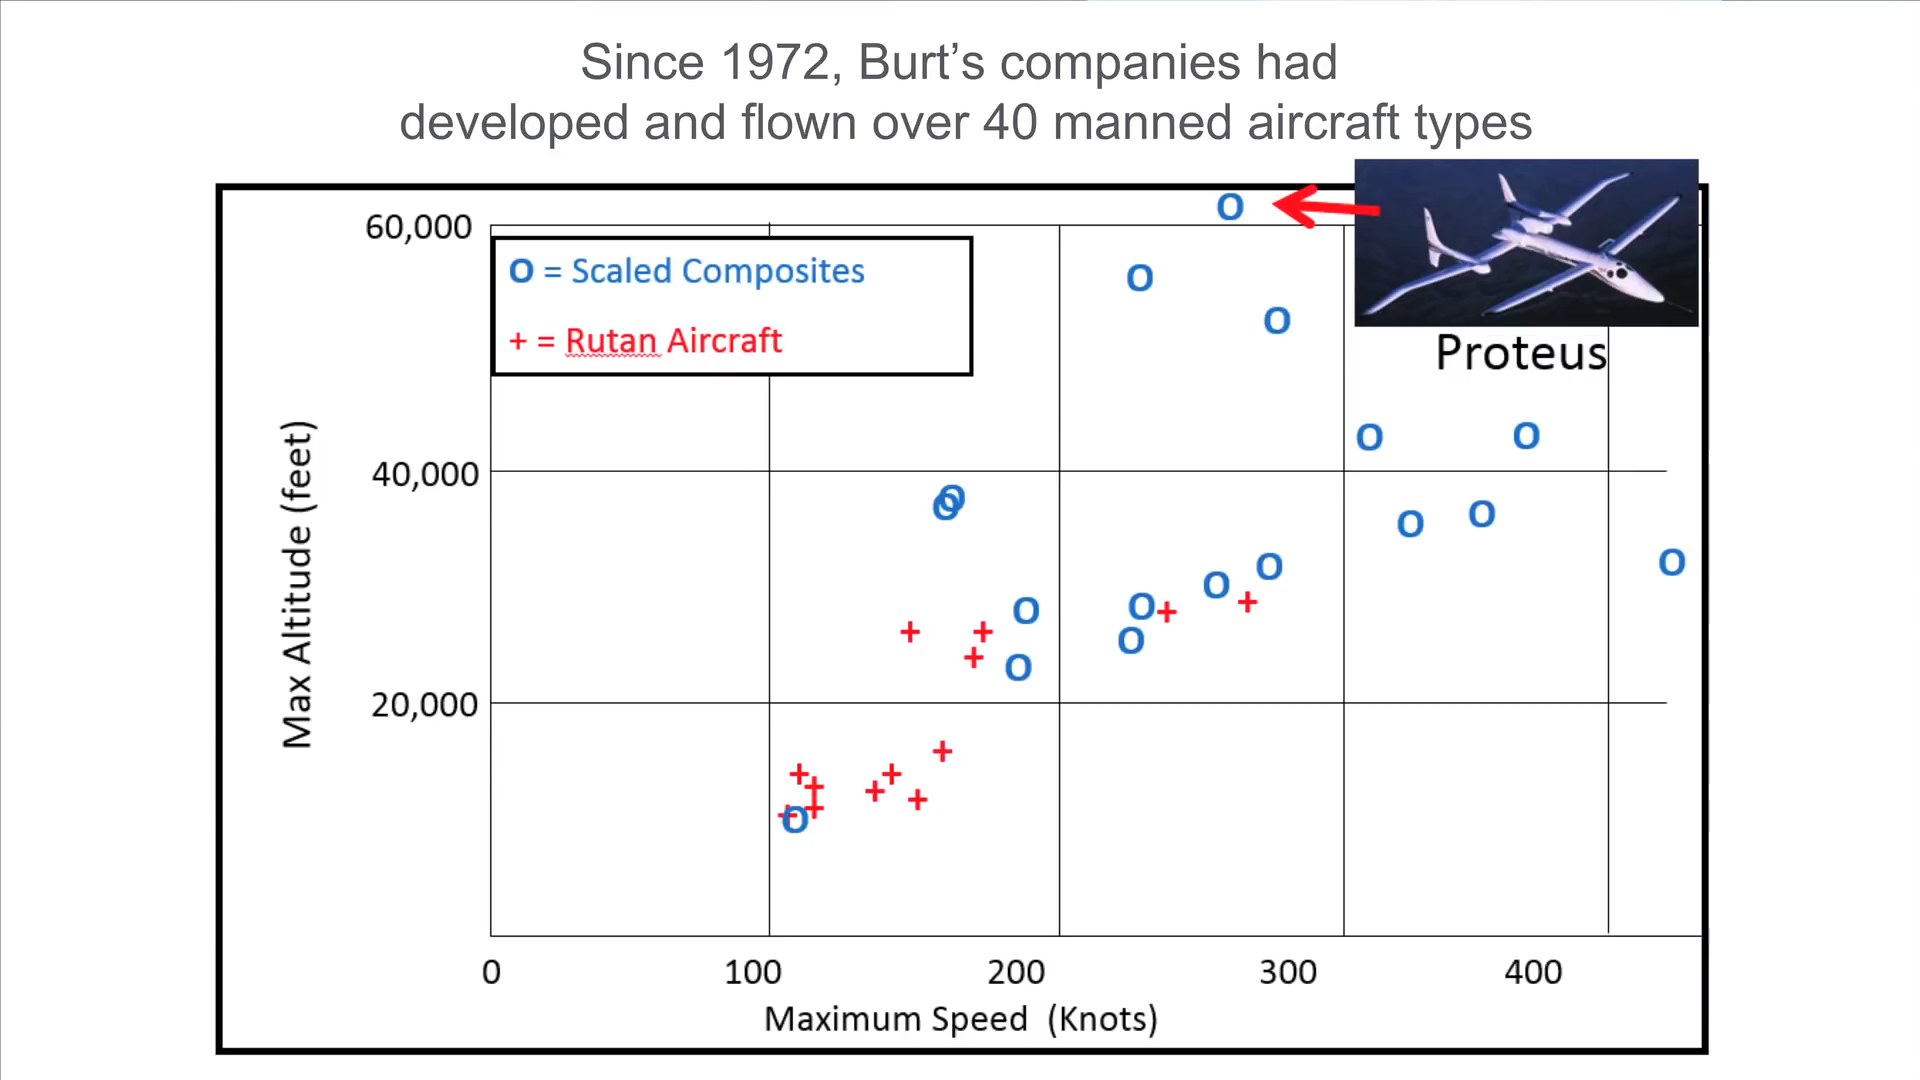 Since 1972, Burt’s companies had
developed and flown over 40 manned aircraft types
60,000
O = Scaled Composites
+ = Rutan Aircraft
Proteus
40,000
Max Altitude (feet)
20,000
0 100 200 300 400
Maximum Speed (Knots)